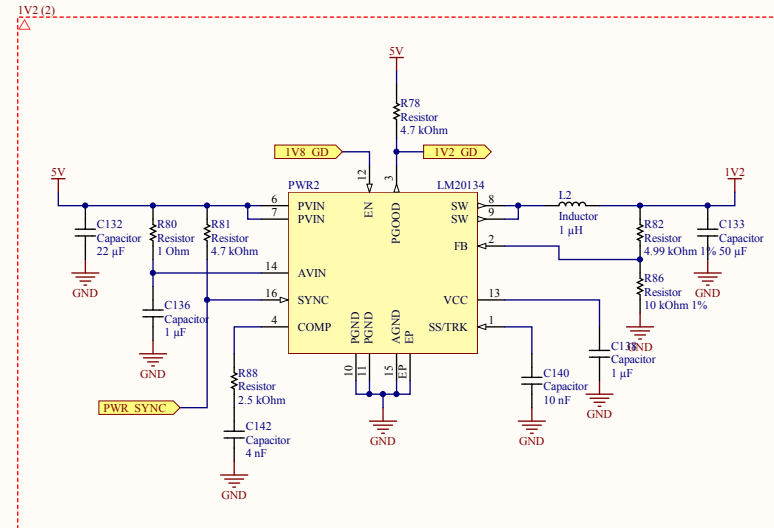 1V2 (2)
5V
R78
Resistor
4.7 kOhm
1V8_GD
1V2_GD
12
3
5V
PWR2
LM20134
1V2
6
PVIN
EN
PGOOD
SW
8
L2
7
PVIN
SW
9
Inductor
1 µH
C132
Capacitor
22 µF
R80
Resistor
1 Ohm
R81
Resistor
4.7 kOhm
FB
2
R82
Resistor
4.99 kOhm 1%
C133
Capacitor
50 µF
GND
14
AVIN
R86
Resistor
10 kOhm 1%
GND
16
SYNC
VCC
13
C136
Capacitor
1 µF
4
COMP
PGND
PGND
AGND
EP
SS/TRK
1
GND
C138
Capacitor
1 µF
GND
10
11
15
EP
R88
Resistor
2.5 kOhm
C140
Capacitor
10 nF
GND
PWR_SYNC
GND
GND
C142
Capacitor
4 nF
GND